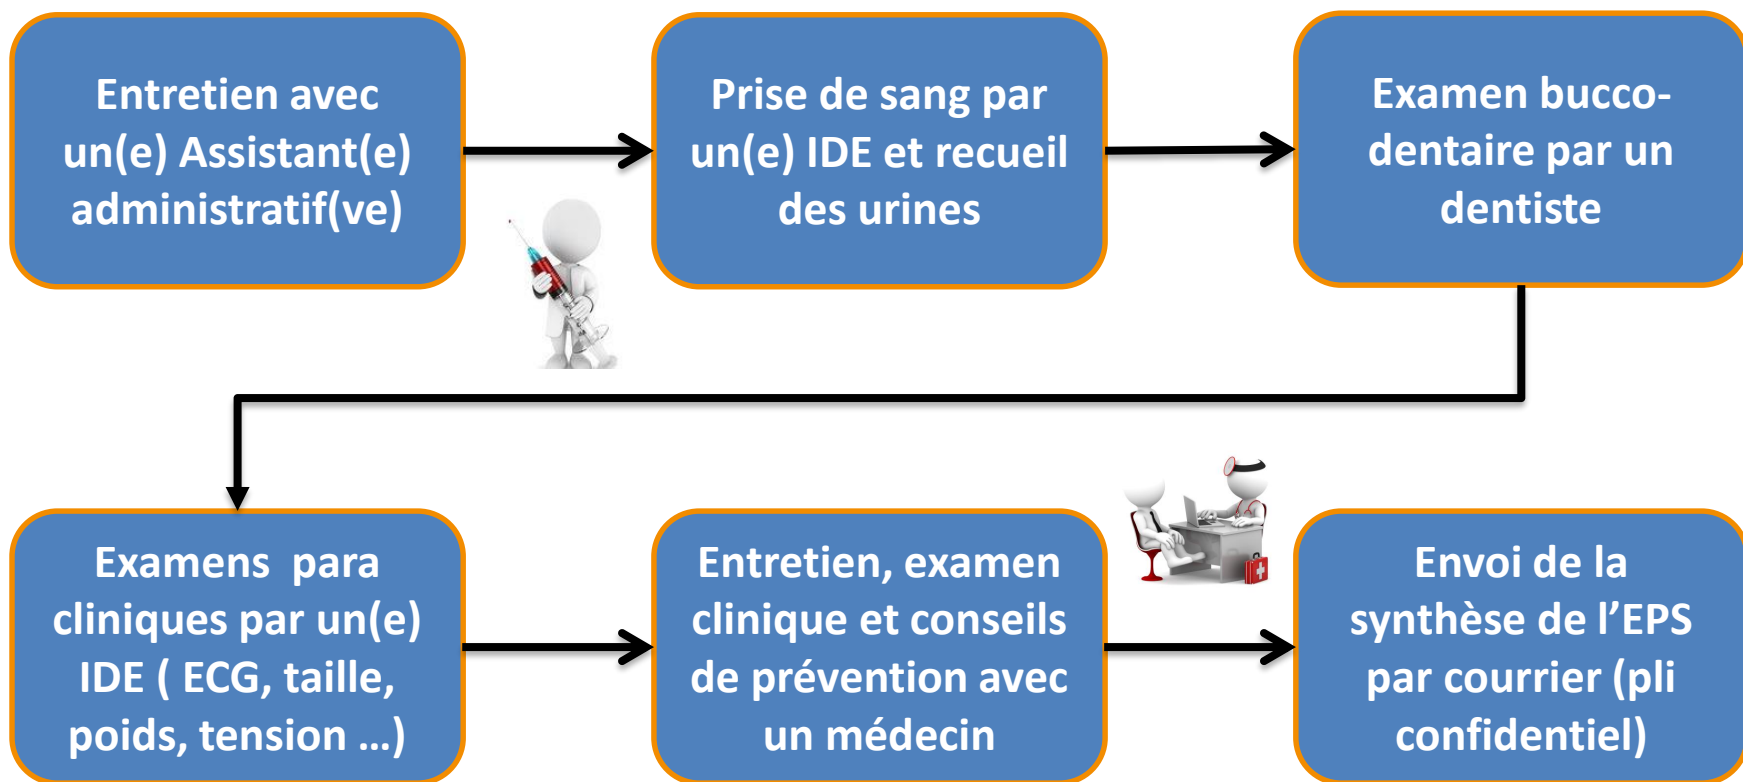 Entretien avec
un(e) Assistant(e)
administratif(ve)
Prise de sang par
un(e) IDE et recueil
des urines
Examen bucco-
dentaire par un
dentiste
Examens para
cliniques par un(e)
IDE ( ECG, taille,
poids, tension ...)
Entretien, examen
clinique et conseils
de prévention avec
un médecin
Envoi de la
synthèse de l’EPS
par courrier (pli
confidentiel)